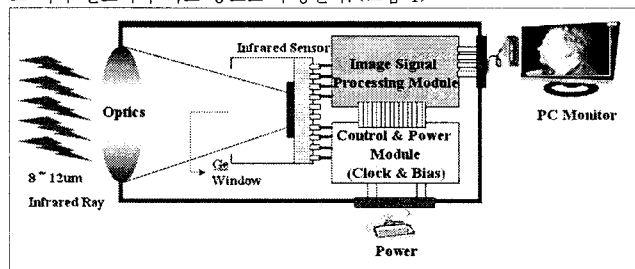 Infrared Sensor
Image Signal
Processing Module
Optics
PC Monitor
Control & Power
Module
(Clock & Bias)
Ge
Window
8~12um
Infrared Ray
Power